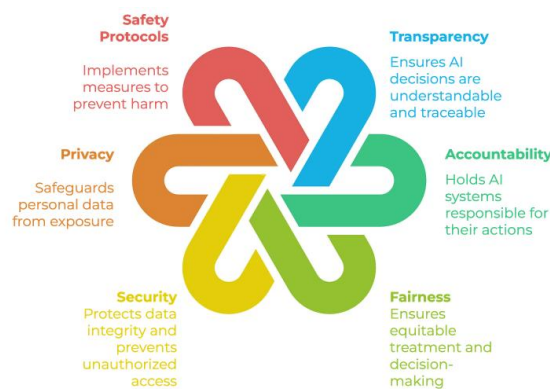 Safety
Protocols
Implements
measures to
prevent harm
Transparency
Ensures AI
decisions are
understandable
and traceable
Privacy
Safeguards
personal data
from exposure
Accountability
Holds AI
systems
responsible for
their actions
Security
Protects data
integrity and
prevents
unauthorized
access
Fairness
Ensures
equitable
treatment and
decision-
making